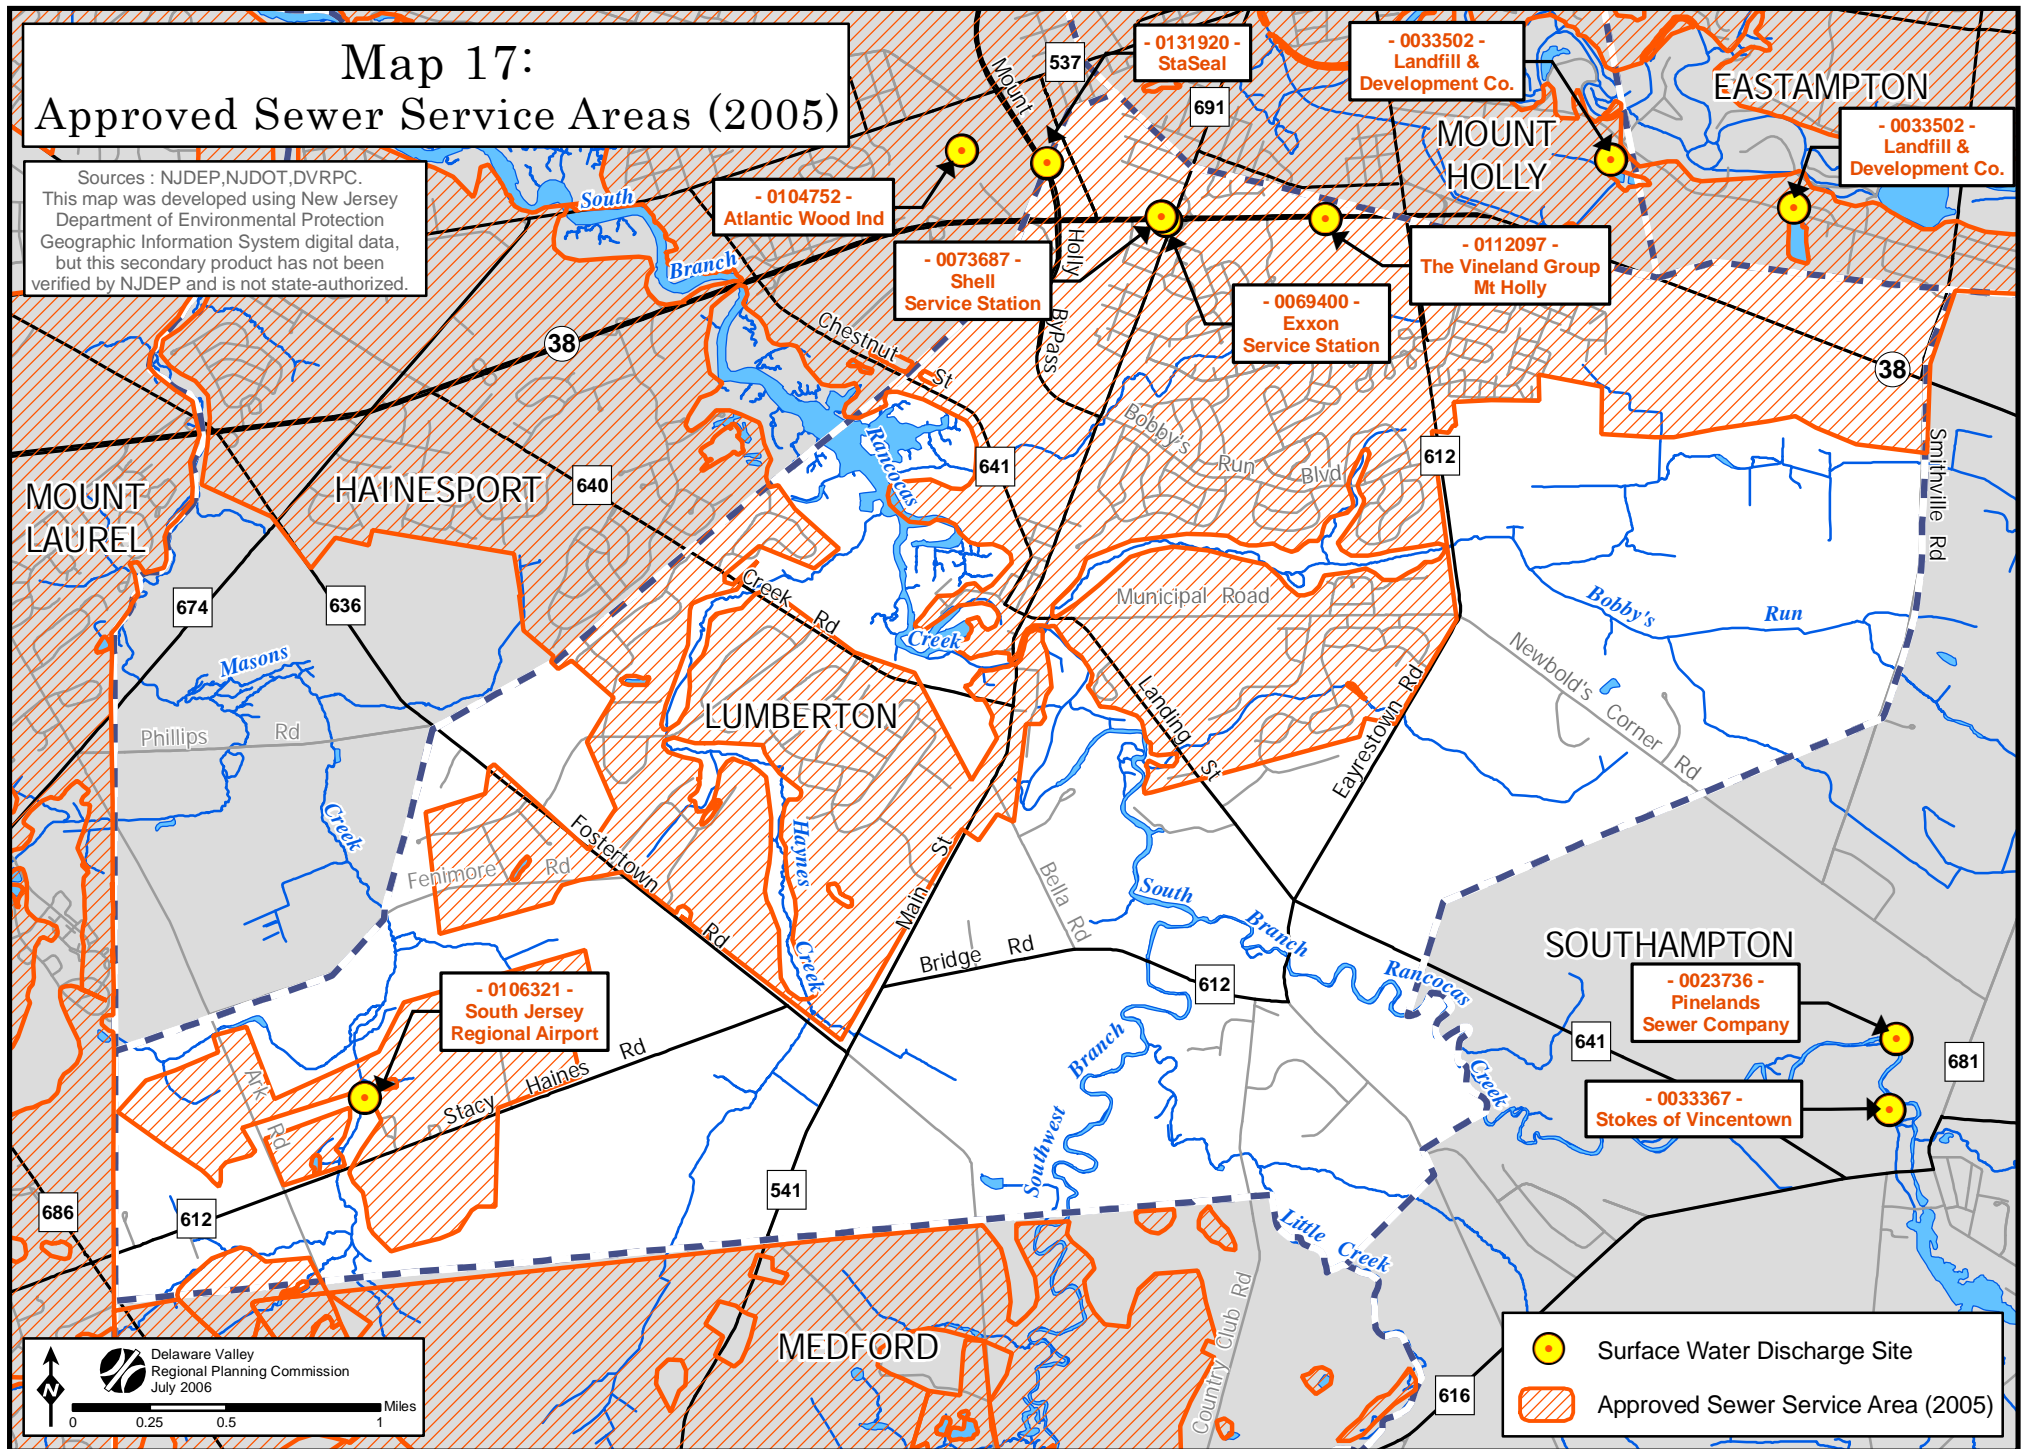 Map 17:
Approved Sewer Service Areas (2005)
Sources : NJDEP,NJDOT,DVRPC.
This map was developed using New Jersey
Department of Environmental Protection
Geographic Information System digital data,
but this secondary product has not been
verified by NJDEP and is not state-authorized.
- 0131920 -
StaSeal
- 0033502 -
Landfill &
Development Co.
- 0033502 -
Landfill &
Development Co.
- 0104752 -
Atlantic Wood Ind
- 0073687 -
Shell
Service Station
- 0069400 -
Exxon
Service Station
- 0112097 -
The Vineland Group
Mt Holly
- 0106321 -
South Jersey
Regional Airport
- 0023736 -
Pinelands
Sewer Company
- 0033367 -
Stokes of Vincentown
EASTAMPTON
MOUNT
HOLLY
HAINESPORT
MOUNT
LAUREL
LUMBERTON
SOUTHAMPTON
MEDFORD
537
691
38
38
640
641
612
674
636
612
641
681
541
686
612
616
Mount
Holly
ByPass
Chestnut
St
Bobby's
Run
Blvd
Municipal Road
Smithville Rd
Creek
Rd
Landing
St
Eayrestown Rd
Newbold's
Corner
Rd
Phillips
Rd
Fenimore
Rd
Fostertown
Rd
Main
St
Bella Rd
Bridge
Rd
Stacy
Haines
Rd
Ark
Rd
Country Club Rd
South
Branch
Rancocas
Creek
Masons
Creek
Haynes
Creek
Bobby's
Run
South
Branch
Rancocas
Creek
Southwest
Branch
Little
Creek
Delaware Valley
Regional Planning Commission
July 2006
N
Miles
0
0.25
0.5
1
Surface Water Discharge Site
Approved Sewer Service Area (2005)